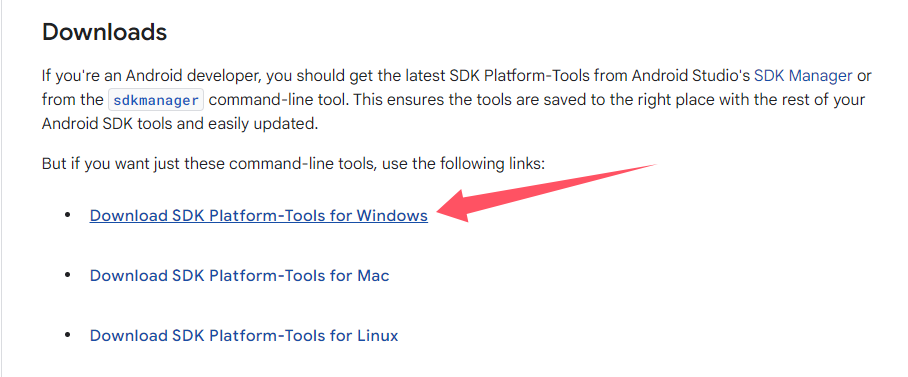 Downloads
If you're an Android developer, you should get the latest SDK Platform-Tools from Android Studio's SDK Manager or
from the sdkmanager command-line tool. This ensures the tools are saved to the right place with the rest of your
Android SDK tools and easily updated.
But if you want just these command-line tools, use the following links:
• Download SDK Platform-Tools for Windows
• Download SDK Platform-Tools for Mac
• Download SDK Platform-Tools for Linux